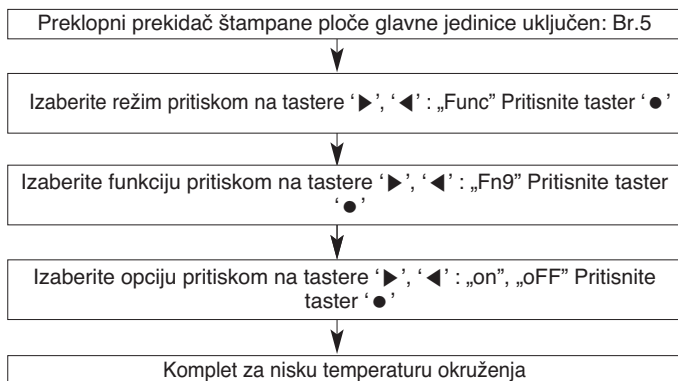 Preklopni prekidač štampane ploče glavne jedinice uključen: Br.5
Izaberite režim pritiskom na tastere ‘▶’, ‘◀’ : „Func” Pritisnite taster ‘●’
Izaberite funkciju pritiskom na tastere ‘▶’, ‘◀’ : „Fn9” Pritisnite taster
‘●’
Izaberite opciju pritiskom na tastere ‘▶’, ‘◀’ : „on”, „oFF” Pritisnite
taster ‘●’
Komplet za nisku temperaturu okruženja